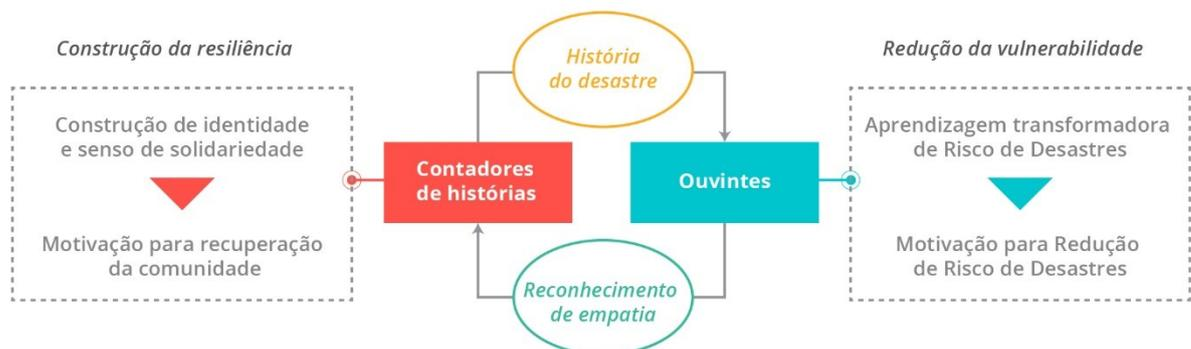 Construção da resiliência
Construção de identidade
e senso de solidariedade
Motivação para recuperação
da comunidade
História
do desastre
Contadores
de histórias
Ouvintes
Reconhecimento
de empatia
Redução da vulnerabilidade
Aprendizagem transformadora
de Risco de Desastres
Motivação para Redução
de Risco de Desastres